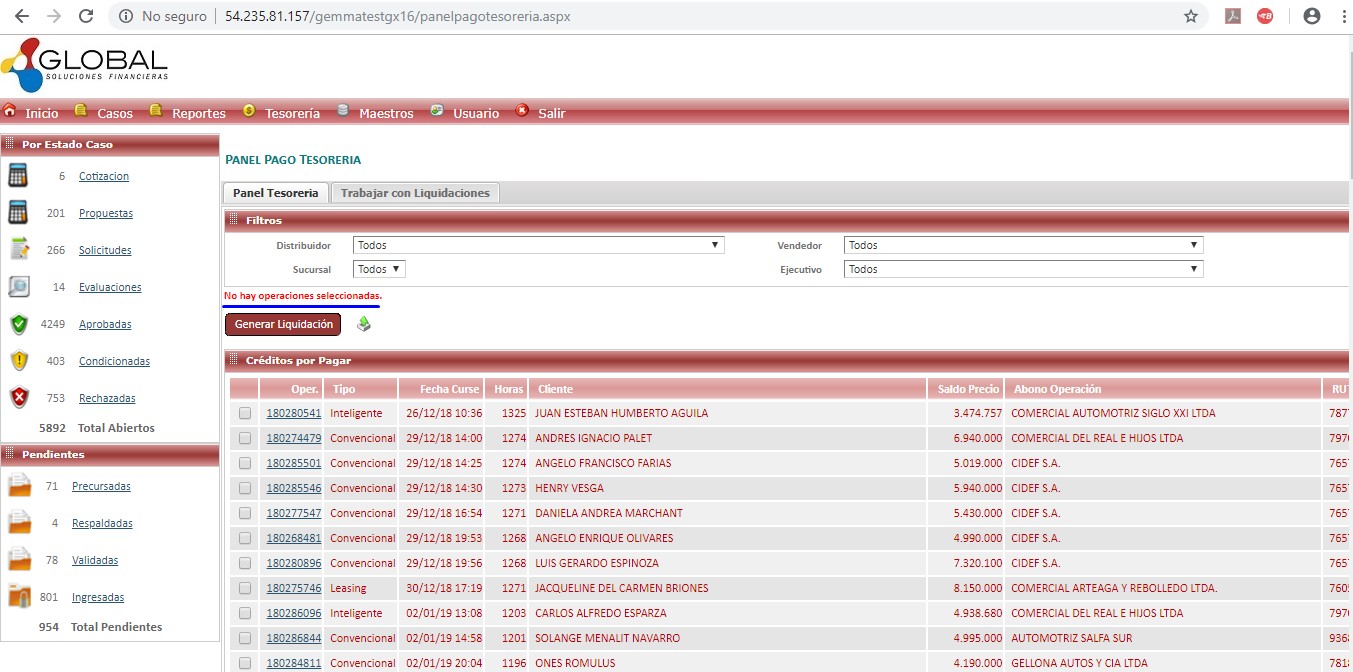 No seguro | 54.235.81.157/gemmatestgx16/panelpagotesoreria.aspx
GLOBAL
SOLUCIONES FINANCIERAS
Inicio Casos Reportes Tesorería Maestros Usuario Salir
Por Estado Caso
6 Cotizacion
201 Propuestas
266 Solicitudes
14 Evaluaciones
4249 Aprobadas
403 Condicionadas
753 Rechazadas
5892 Total Abiertos
Pendientes
71 Precursadas
4 Respaldadas
78 Validadas
801 Ingresadas
954 Total Pendientes
PANEL PAGO TESORERIA
Panel Tesoreria Trabajar con Liquidaciones
Filtros
Distribuidor Todos Vendedor Todos
Sucursal Todos Ejecutivo Todos
No hay operaciones seleccionadas.
Generar Liquidación
Créditos por Pagar
Oper. Tipo Fecha Curse Horas Cliente Saldo Precio Abono Operación RUT
180280541 Inteligente 26/12/18 10:36 1325 JUAN ESTEBAN HUMBERTO AGUILA 3.474.757 COMERCIAL AUTOMOTRIZ SIGLO XXI LTDA 787
180274479 Convencional 29/12/18 14:00 1274 ANDRES IGNACIO PALET 6.940.000 COMERCIAL DEL REAL E HIJOS LTDA 797
180285501 Convencional 29/12/18 14:25 1274 ANGELO FRANCISCO FARIAS 5.019.000 CIDEF S.A. 765
180285546 Convencional 29/12/18 14:30 1273 HENRY VESGA 5.940.000 CIDEF S.A. 765
180277547 Convencional 29/12/18 16:54 1271 DANIELA ANDREA MARCHANT 5.430.000 CIDEF S.A. 765
180268481 Convencional 29/12/18 19:53 1268 ANGELO ENRIQUE OLIVARES 4.990.000 CIDEF S.A. 765
180280896 Convencional 29/12/18 19:56 1268 LUIS GERARDO ESPINOZA 7.320.100 CIDEF S.A. 765
180275746 Leasing 30/12/18 17:19 1271 JACQUELINE DEL CARMEN BRIONES 8.150.000 COMERCIAL ARTEAGA Y REBOLLEDO LTDA. 760
180286096 Inteligente 02/01/19 13:08 1203 CARLOS ALFREDO ESPARZA 4.938.680 COMERCIAL DEL REAL E HIJOS LTDA 797
180286844 Convencional 02/01/19 14:58 1201 SOLANGE MENALIT NAVARRO 4.995.000 AUTOMOTRIZ SALFA SUR 936
180284811 Convencional 02/01/19 20:04 1196 ONES ROMULUS 4.190.000 GELLONA AUTOS Y CIA LTDA 781